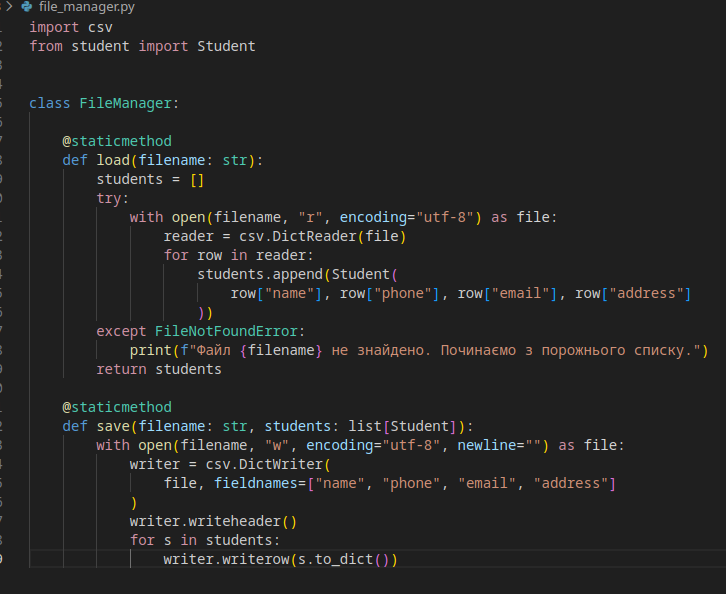 file_manager.py
import csv
from student import Student
class FileManager:
@staticmethod
def load(filename: str):
students = []
try:
with open(filename, "r", encoding="utf-8") as file:
reader = csv.DictReader(file)
for row in reader:
students.append(Student(
row["name"], row["phone"], row["email"], row["address"]
))
except FileNotFoundError:
print(f"Файл {filename} не знайдено. Починаємо з порожнього списку.")
return students
@staticmethod
def save(filename: str, students: list[Student]):
with open(filename, "w", encoding="utf-8", newline="") as file:
writer = csv.DictWriter(
file, fieldnames=["name", "phone", "email", "address"]
)
writer.writeheader()
for s in students:
writer.writerow(s.to_dict())